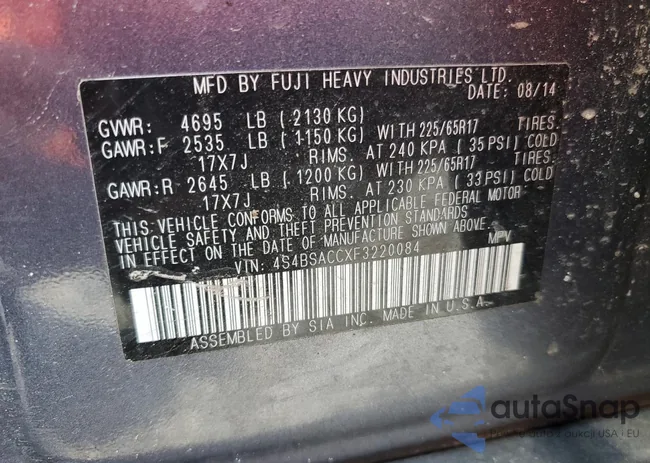 MFD BY FUJI HEAVY INDUSTRIES LTD.
DATE: 08/14
GVWR: 4695 LB (2130 KG)
GAWR:F 2535 LB (1150 KG) WITH 225/65R17 TIRES.
17X7J RIMS. AT 240 KPA (35 PSI) COLD
GAWR:R 2645 LB (1200 KG) WITH 225/65R17 TIRES.
17X7J RIMS. AT 230 KPA (33 PSI) COLD
THIS VEHICLE CONFORMS TO ALL APPLICABLE FEDERAL MOTOR
VEHICLE SAFETY AND THEFT PREVENTION STANDARDS
IN EFFECT ON THE DATE OF MANUFACTURE SHOWN ABOVE.
VIN: 4S4BSACCXF3220084 MPV
ASSEMBLED BY SIA INC. MADE IN U.S.A.
autoSnap
aukcji USA - EU